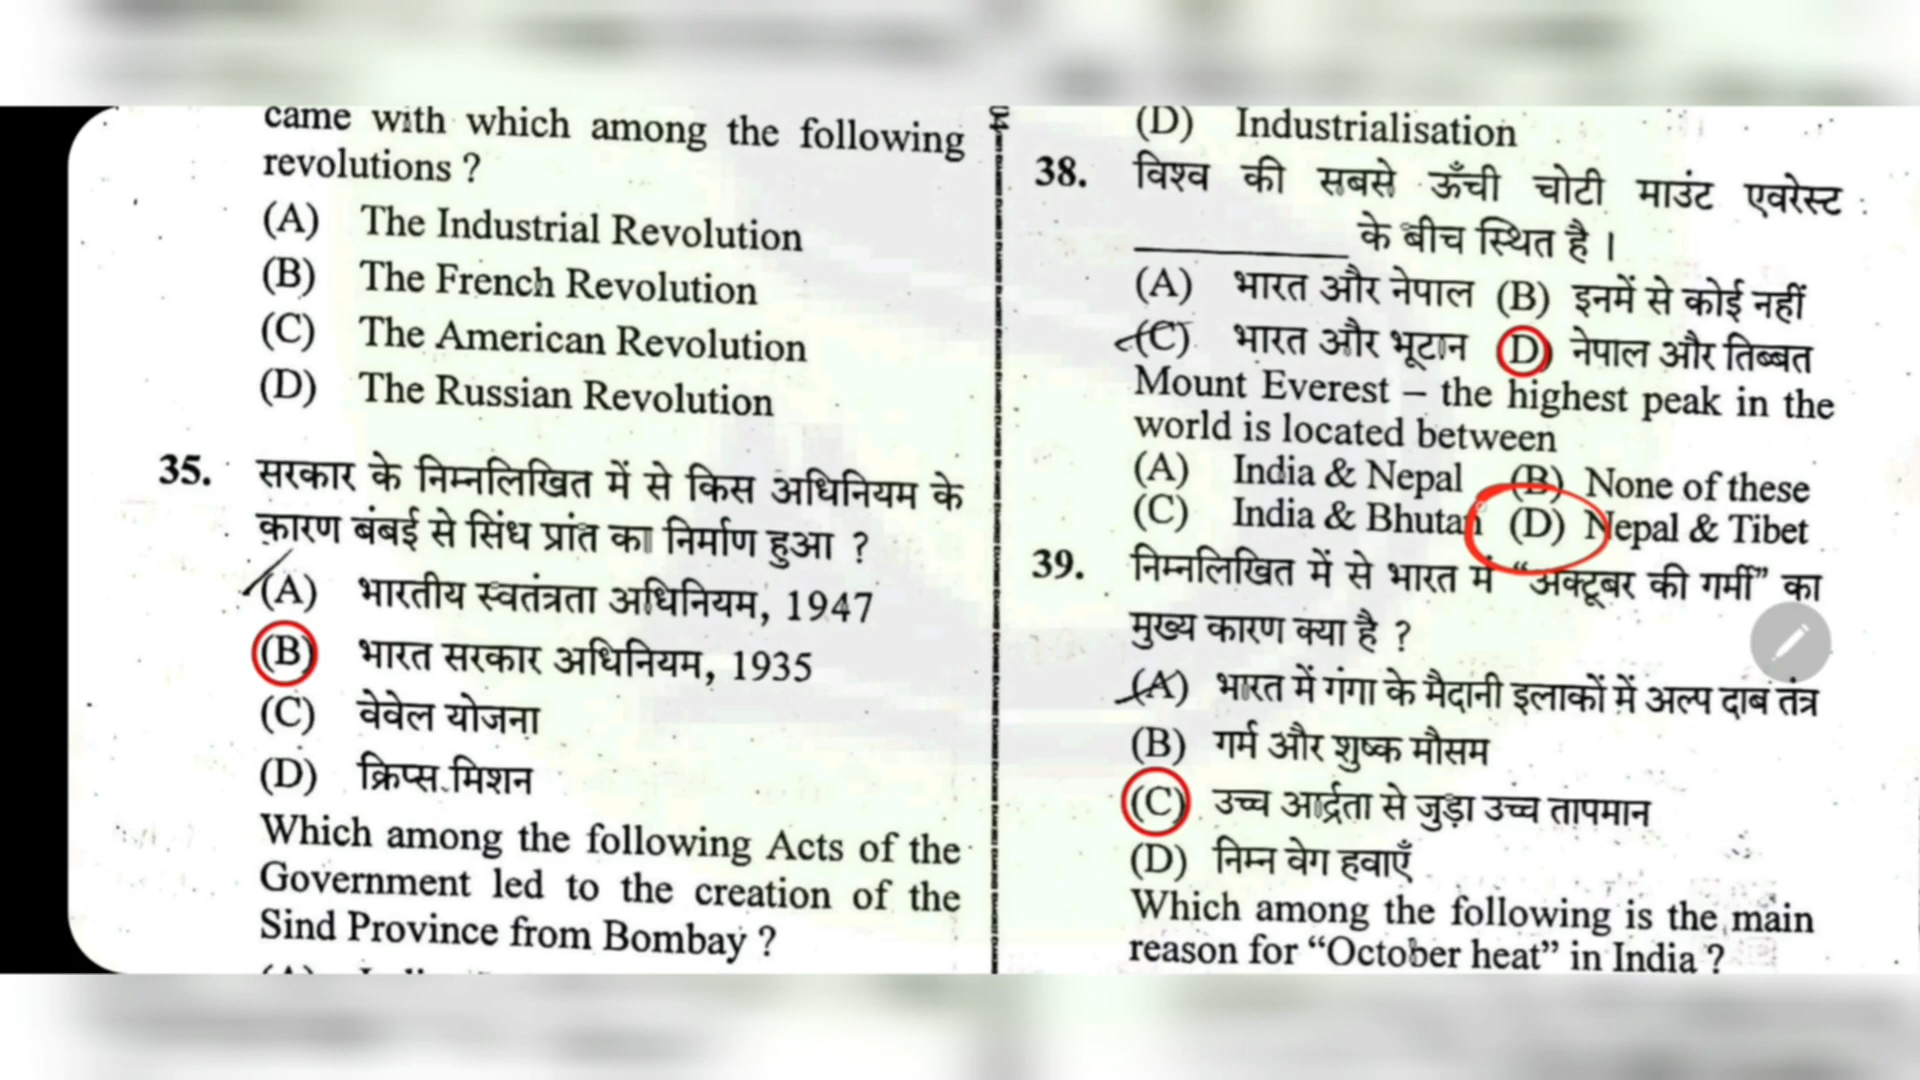 came with which among the following
revolutions ?
(A) The Industrial Revolution
(B) The French Revolution
(C) The American Revolution
(D) The Russian Revolution
35. सरकार के निम्नलिखित में से किस अधिनियम के
कारण बंबई से सिंध प्रांत का निर्माण हुआ ?
(A) भारतीय स्वतंत्रता अधिनियम, 1947
(B) भारत सरकार अधिनियम, 1935
(C) वेवेल योजना
(D) क्रिप्स मिशन
Which among the following Acts of the
Government led to the creation of the
Sind Province from Bombay ?
(D) Industrialisation
38. विश्व की सबसे ऊँची चोटी माउंट एवरेस्ट
__________ के बीच स्थित है ।
(A) भारत और नेपाल (B) इनमें से कोई नहीं
(C) भारत और भूटान (D) नेपाल और तिब्बत
Mount Everest – the highest peak in the
world is located between
(A) India & Nepal (B) None of these
(C) India & Bhutan (D) Nepal & Tibet
39. निम्नलिखित में से भारत में “अक्टूबर की गर्मी” का
मुख्य कारण क्या है ?
(A) भारत में गंगा के मैदानी इलाकों में अल्प दाब तंत्र
(B) गर्म और शुष्क मौसम
(C) उच्च आर्द्रता से जुड़ा उच्च तापमान
(D) निम्न वेग हवाएँ
Which among the following is the main
reason for “October heat” in India ?